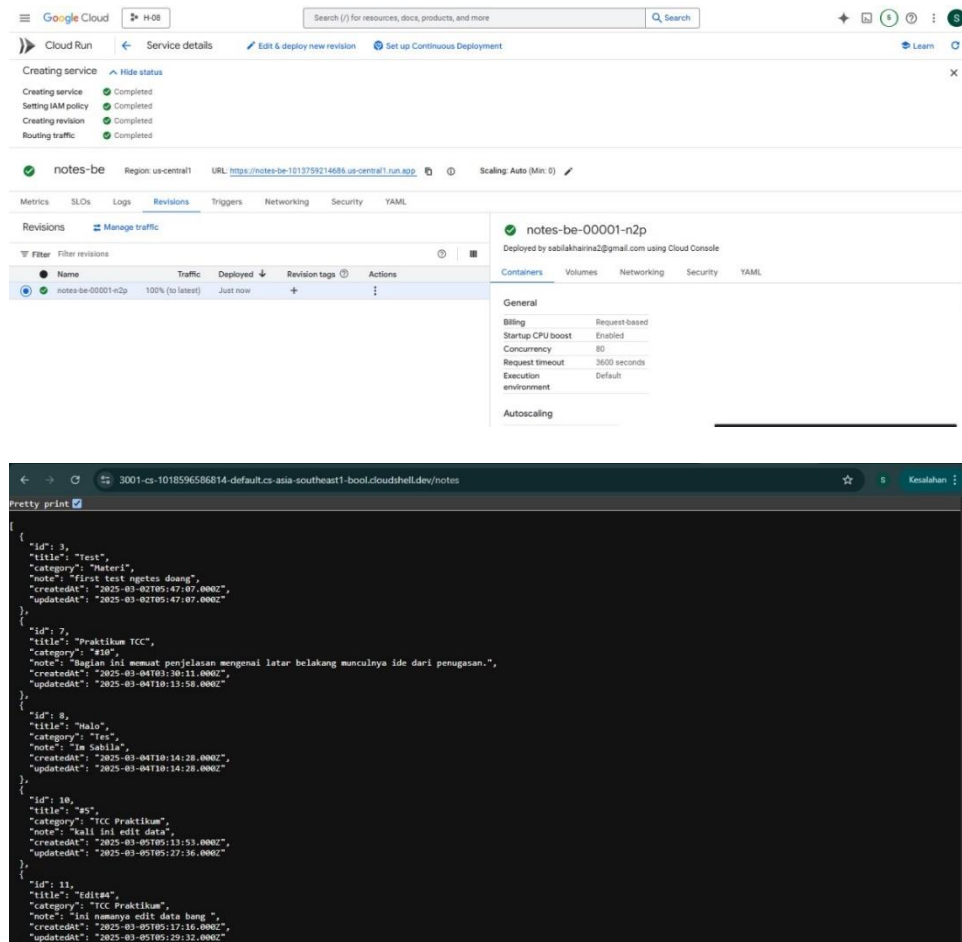 Google Cloud H-08 Search (/) for resources, docs, products, and more Search 5 S
Cloud Run Service details Edit & deploy new revision Set up Continuous Deployment Learn
Creating service Hide status
Creating service Completed
Setting IAM policy Completed
Creating revision Completed
Routing traffic Completed
notes-be Region: us-central1 URL: https://notes-be-1013759214686.us-central1.run.app Scaling: Auto (Min: 0)
Metrics SLOs Logs Revisions Triggers Networking Security YAML
Revisions Manage traffic
Filter Filter revisions
Name Traffic Deployed Revision tags Actions
notes-be-00001-n2p 100% (to latest) Just now
notes-be-00001-n2p
Deployed by sabilakhairina2@gmail.com using Cloud Console
Containers Volumes Networking Security YAML
General
Billing Request-based
Startup CPU boost Enabled
Concurrency 80
Request timeout 3600 seconds
Execution environment Default
Autoscaling
3001-cs-1018596586814-default.cs-asia-southeast1-bool.cloudshell.dev/notes S Kesalahan
Pretty print
[
{
"id": 3,
"title": "Test",
"category": "Materi",
"note": "first test ngetes doang",
"createdAt": "2025-03-02T05:47:07.000Z",
"updatedAt": "2025-03-02T05:47:07.000Z"
},
{
"id": 7,
"title": "Praktikum TCC",
"category": "#10",
"note": "Bagian ini memuat penjelasan mengenai latar belakang munculnya ide dari penugasan.",
"createdAt": "2025-03-04T03:30:11.000Z",
"updatedAt": "2025-03-04T10:13:58.000Z"
},
{
"id": 8,
"title": "Halo",
"category": "Tes",
"note": "Im Sabila",
"createdAt": "2025-03-04T10:14:28.000Z",
"updatedAt": "2025-03-04T10:14:28.000Z"
},
{
"id": 10,
"title": "#5",
"category": "TCC Praktikum",
"note": "kali ini edit data",
"createdAt": "2025-03-05T05:13:53.000Z",
"updatedAt": "2025-03-05T05:27:36.000Z"
},
{
"id": 11,
"title": "Edit#4",
"category": "TCC Praktikum",
"note": "ini namanya edit data bang ",
"createdAt": "2025-03-05T05:17:16.000Z",
"updatedAt": "2025-03-05T05:29:32.000Z"